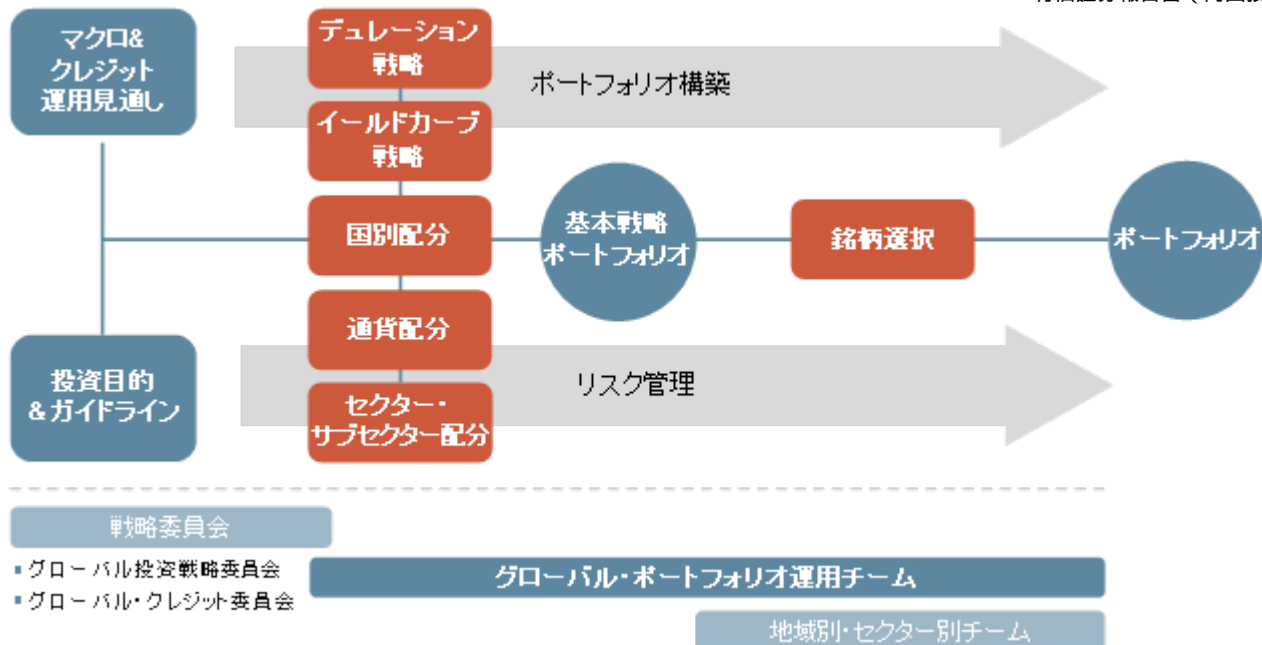 マクロ&
クレジット
運用見通し
デュレーション
戦略
ポートフォリオ構築
イールドカーブ
戦略
国別配分
基本戦略
ポートフォリオ
銘柄選択
ポートフォリオ
通貨配分
投資目的
&ガイドライン
リスク管理
セクター・
サブセクター配分
戦略委員会
▪グローバル投資戦略委員会
▪グローバル・クレジット委員会
グローバル・ポートフォリオ運用チーム
地域別・セクター別チーム